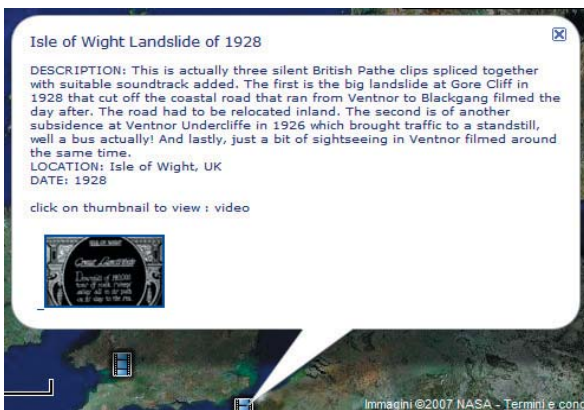 Isle of Wight Landslide of 1928
DESCRIPTION: This is actually three silent British Pathe clips spliced together
with suitable soundtrack added. The first is the big landslide at Gore Cliff in
1928 that cut off the coastal road that ran from Ventnor to Blackgang filmed the
day after. The road had to be relocated inland. The second is of another
subsidence at Ventnor Undercliffe in 1926 which brought traffic to a standstill,
well a bus actually! And lastly, just a bit of sightseeing in Ventnor filmed around
the same time.
LOCATION: Isle of Wight, UK
DATE: 1928
click on thumbnail to view : video
Great Landslide
Immagini ©2007 NASA - Termini e cond